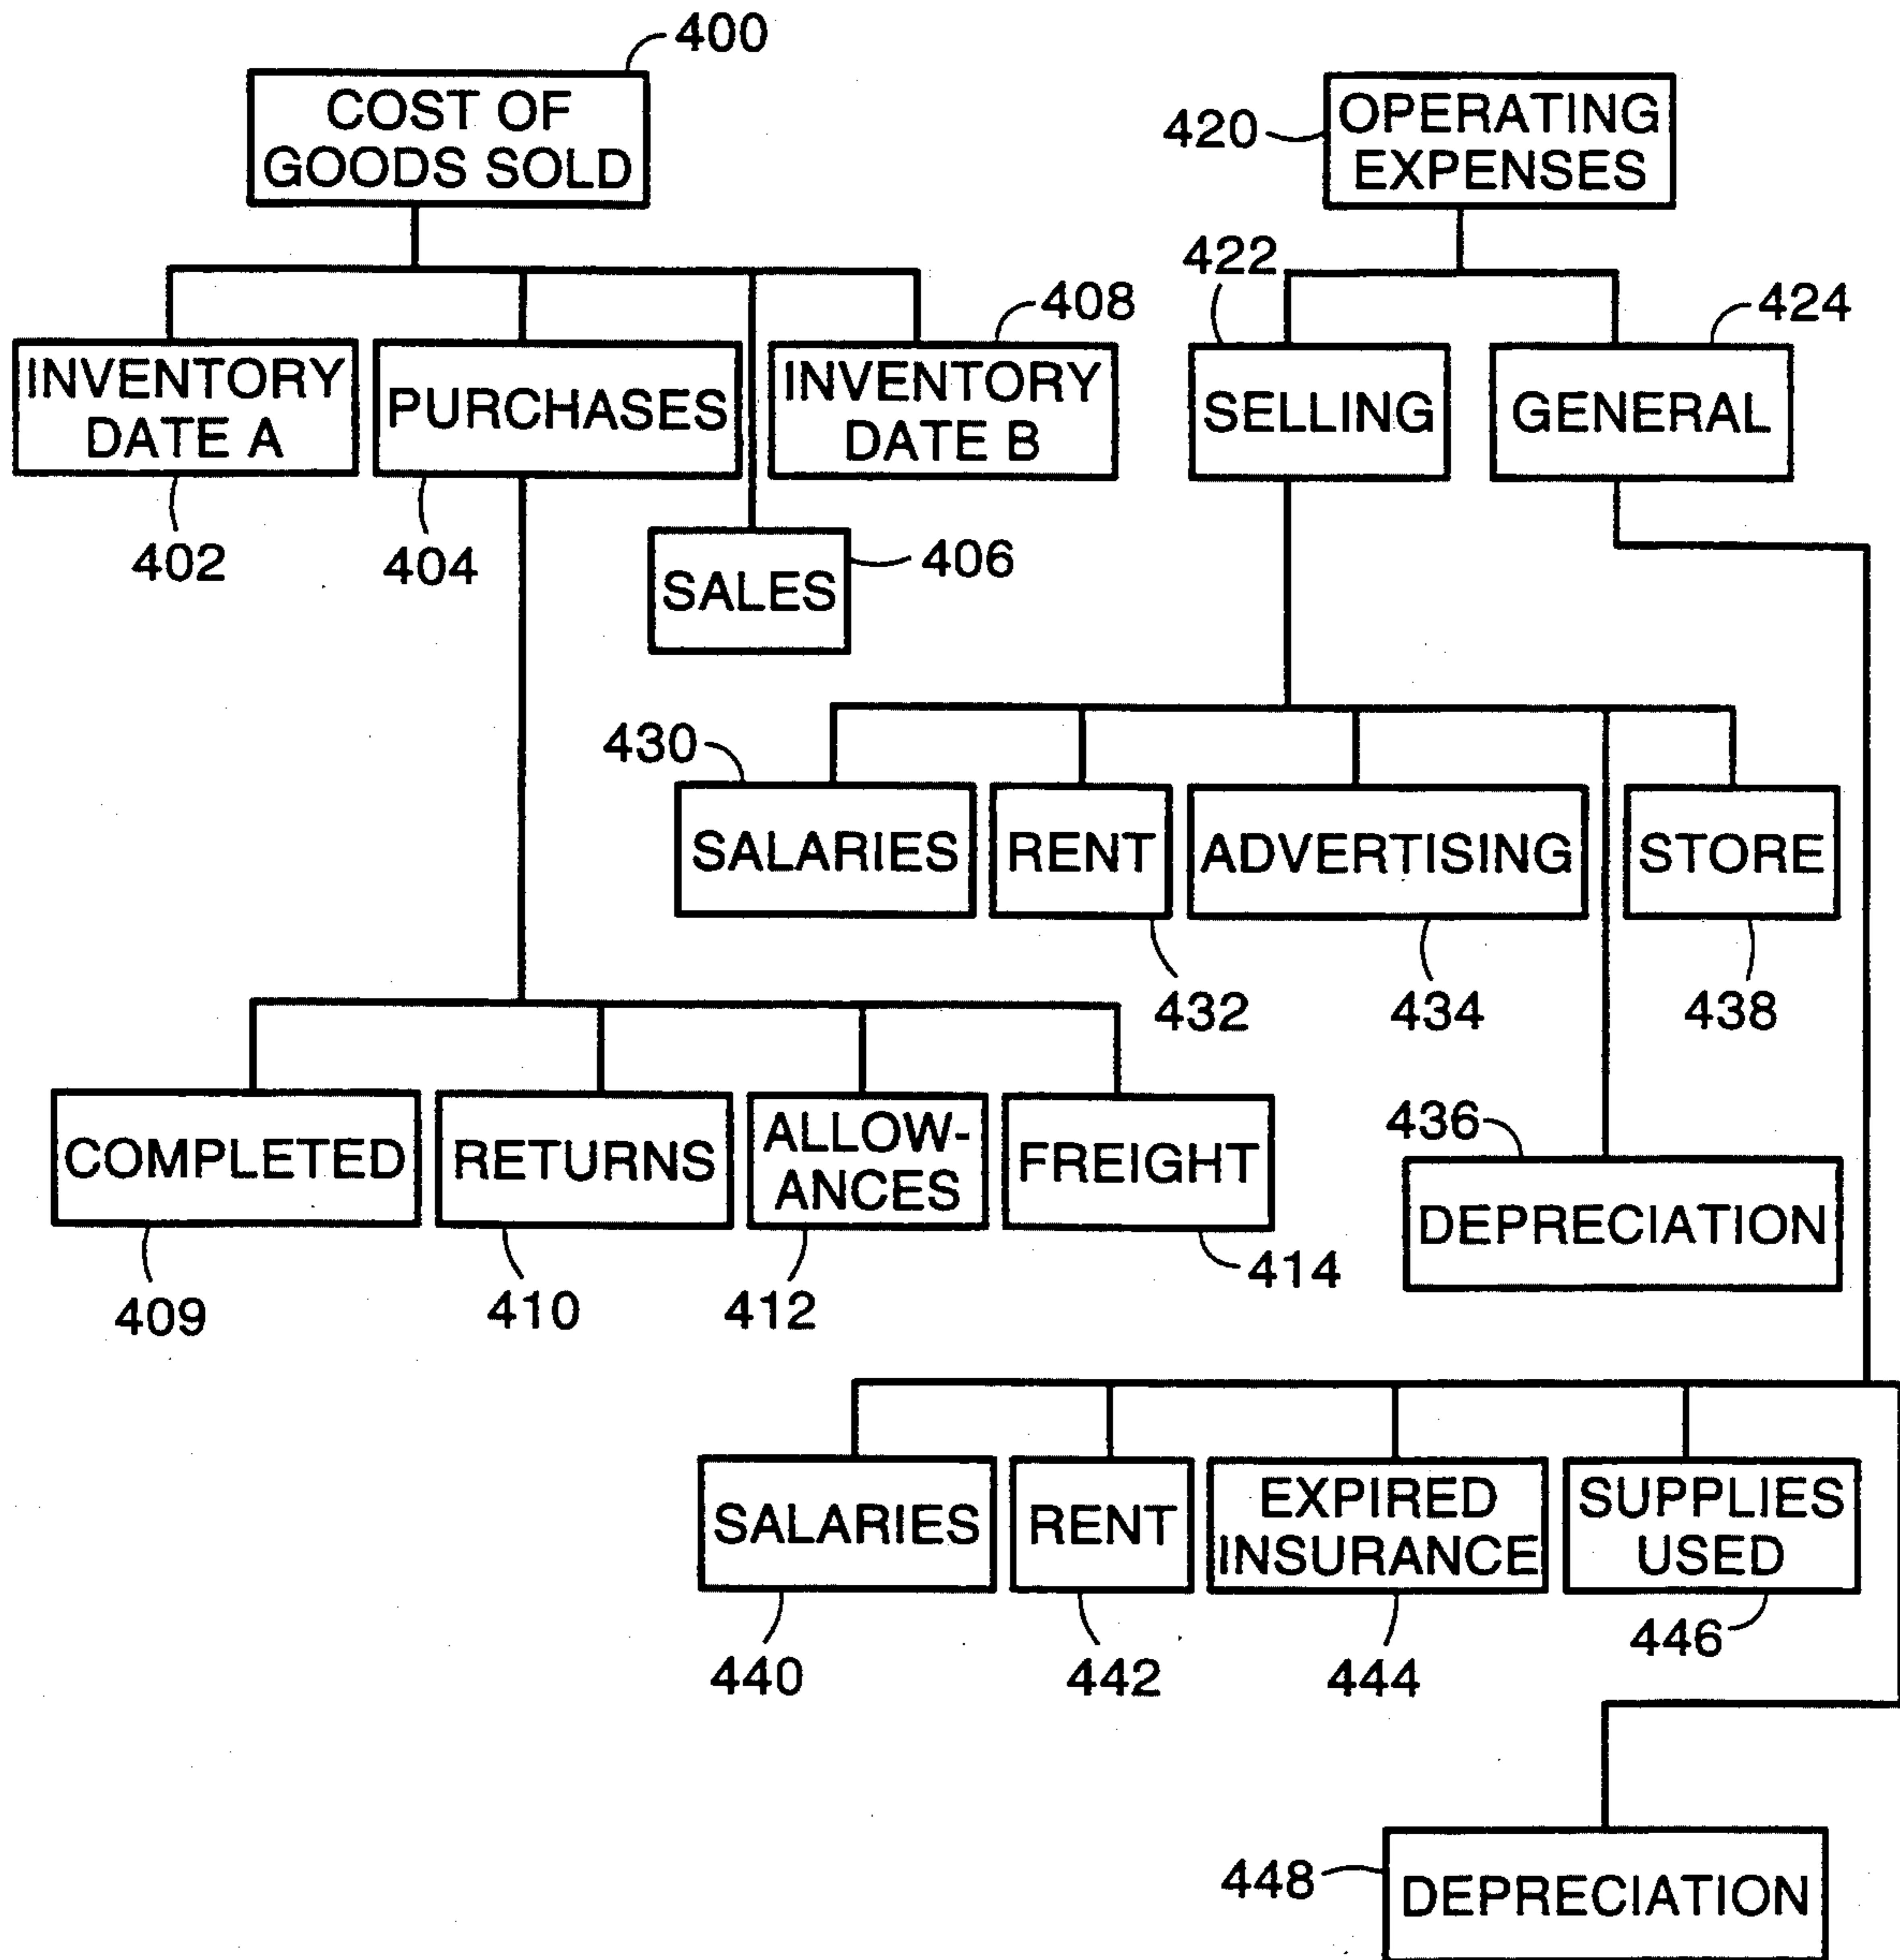 400
COST OF
GOODS SOLD
420
OPERATING
EXPENSES
422
408
424
INVENTORY
DATE A
PURCHASES
INVENTORY
DATE B
SELLING
GENERAL
402
404
SALES
406
430
SALARIES
RENT
ADVERTISING
STORE
432
434
438
COMPLETED
RETURNS
ALLOW-
ANCES
FREIGHT
436
DEPRECIATION
409
410
412
414
SALARIES
RENT
EXPIRED
INSURANCE
SUPPLIES
USED
440
442
444
446
448
DEPRECIATION